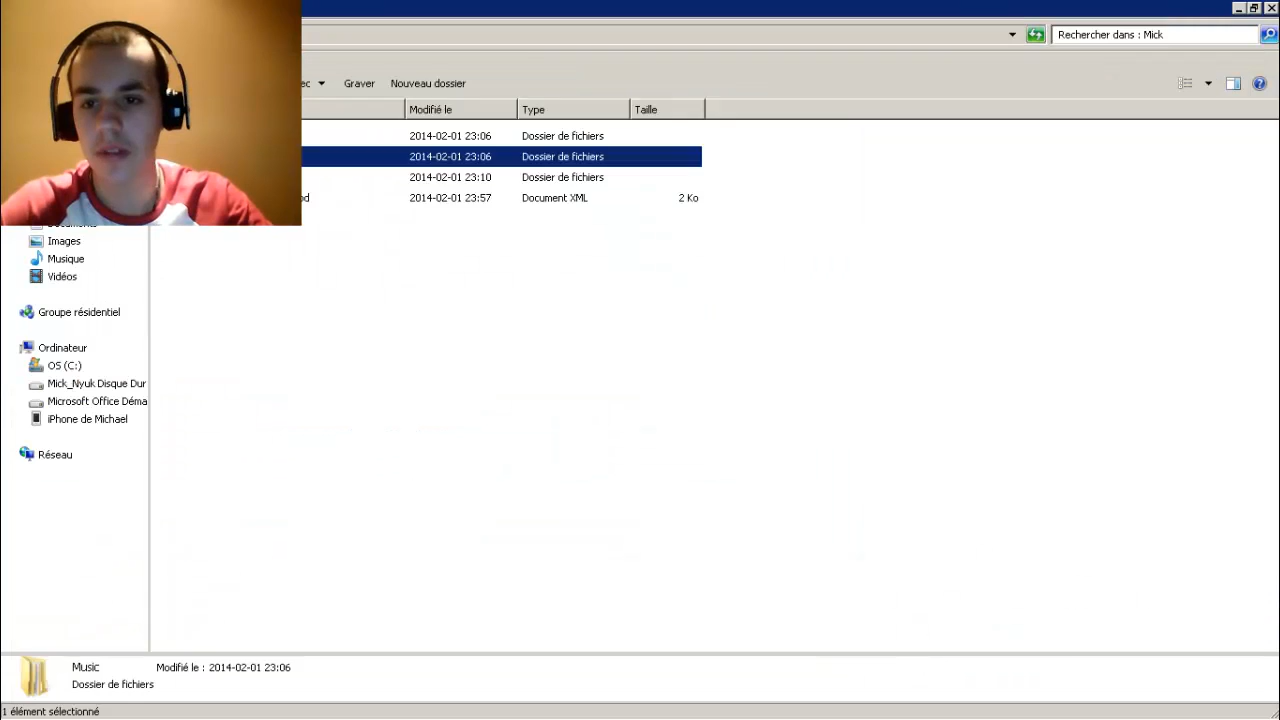 Rechercher dans : Mick
ec Graver Nouveau dossier
Modifié le Type Taille
2014-02-01 23:06 Dossier de fichiers
2014-02-01 23:06 Dossier de fichiers
2014-02-01 23:10 Dossier de fichiers
od 2014-02-01 23:57 Document XML 2 Ko
Images
Musique
Vidéos
Groupe résidentiel
Ordinateur
OS (C:)
Mick_Nyuk Disque Dur
Microsoft Office Déma
iPhone de Michael
Réseau
Music Modifié le : 2014-02-01 23:06
Dossier de fichiers
1 élément sélectionné